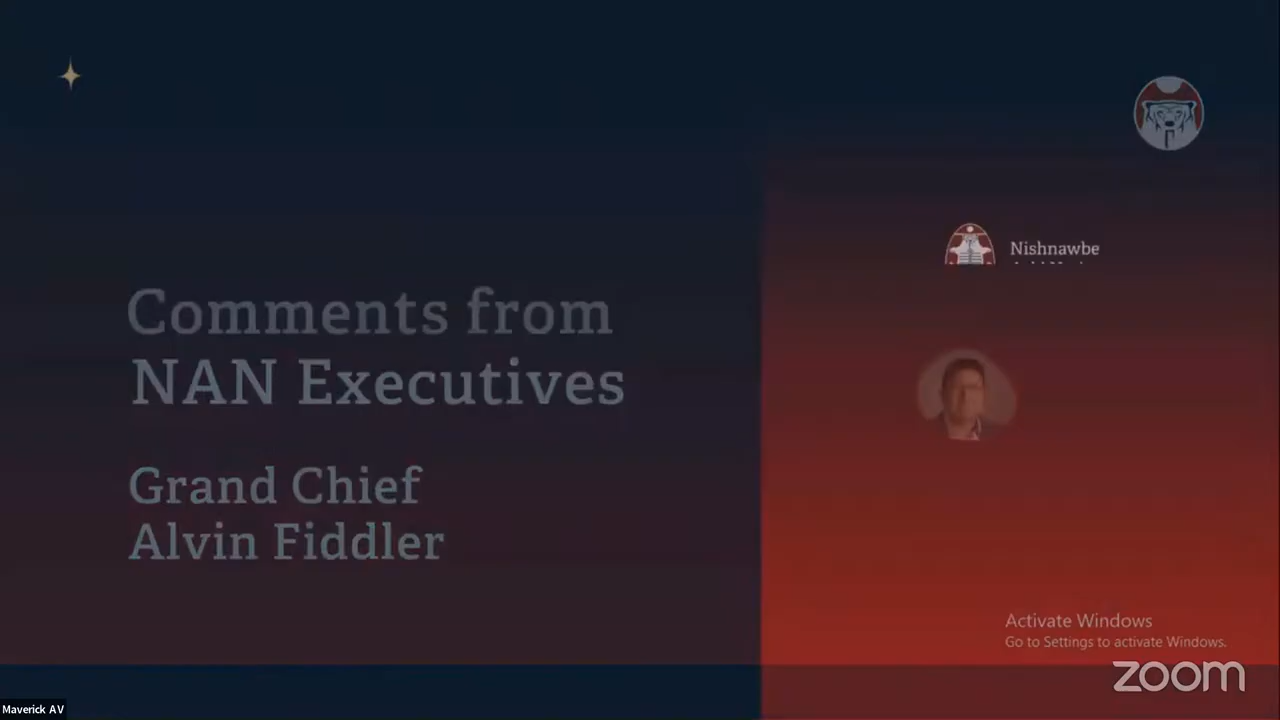 Nishnawbe
Comments from
NAN Executives
Grand Chief
Alvin Fiddler
Activate Windows
Go to Settings to activate Windows.
zoom
Maverick AV